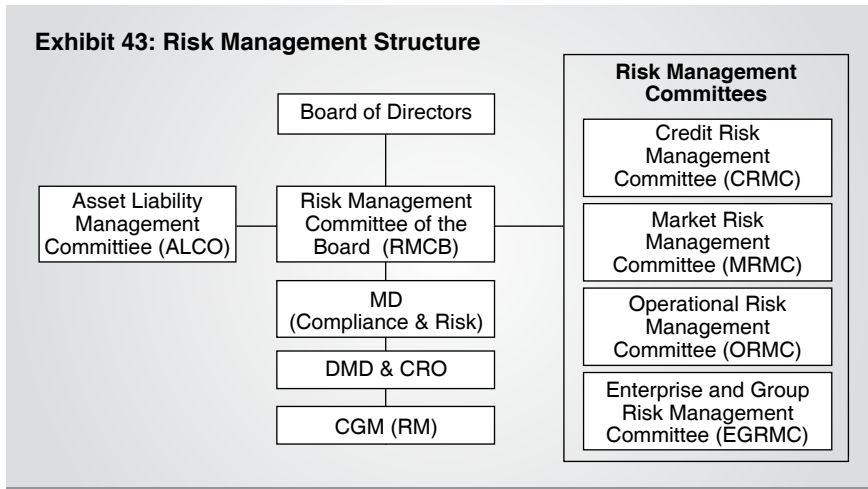 Exhibit 43: Risk Management Structure
Board of Directors
Asset Liability
Management
Committiee (ALCO)
Risk Management
Committee of the
Board (RMCB)
MD
(Compliance & Risk)
DMD & CRO
CGM (RM)
Risk Management
Committees
Credit Risk
Management
Committee (CRMC)
Market Risk
Management
Committee (MRMC)
Operational Risk
Management
Committee (ORMC)
Enterprise and Group
Risk Management
Committee (EGRMC)